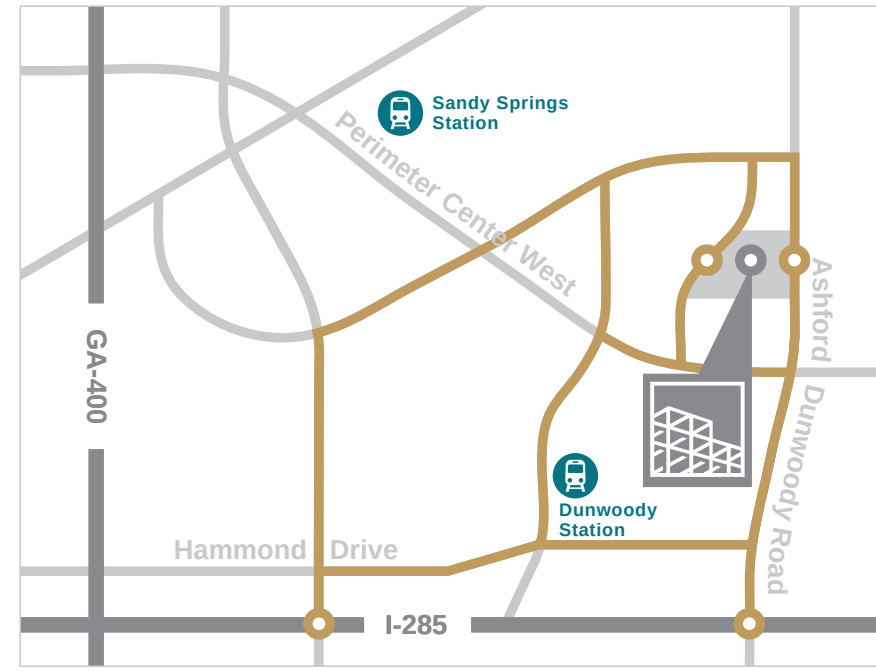 Sandy Springs
Station
Perimeter Center West
Ashford
GA-400
Dunwoody Road
Dunwoody
Station
Hammond Drive
I-285